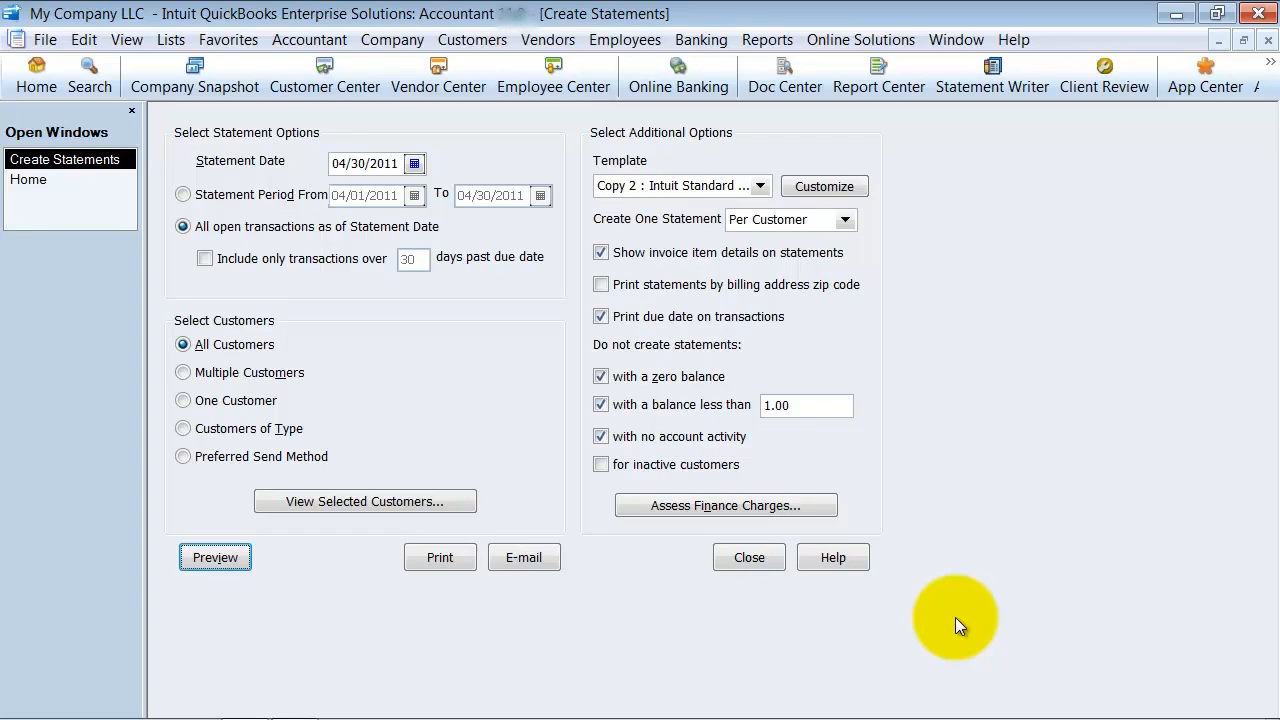 My Company LLC - Intuit QuickBooks Enterprise Solutions: Accountant - [Create Statements]
File Edit View Lists Favorites Accountant Company Customers Vendors Employees Banking Reports Online Solutions Window Help
Home Search Company Snapshot Customer Center Vendor Center Employee Center Online Banking Doc Center Report Center Statement Writer Client Review App Center
Open Windows
Create Statements
Home
Select Statement Options
Statement Date 04/30/2011
Statement Period From 04/01/2011 To 04/30/2011
All open transactions as of Statement Date
Include only transactions over 30 days past due date
Select Customers
All Customers
Multiple Customers
One Customer
Customers of Type
Preferred Send Method
View Selected Customers...
Select Additional Options
Template
Copy 2 : Intuit Standard ... Customize
Create One Statement Per Customer
Show invoice item details on statements
Print statements by billing address zip code
Print due date on transactions
Do not create statements:
with a zero balance
with a balance less than 1.00
with no account activity
for inactive customers
Assess Finance Charges...
Preview Print E-mail Close Help